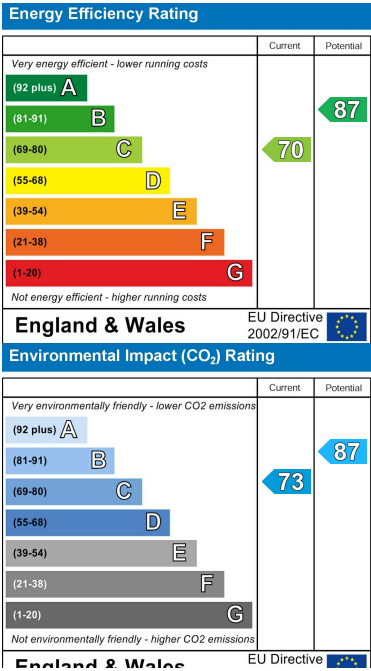 Energy Efficiency Rating
Current Potential
Very energy efficient - lower running costs
(92 plus) A
(81-91) B
87
(69-80) C
70
(55-68) D
(39-54) E
(21-38) F
(1-20) G
Not energy efficient - higher running costs
England & Wales
EU Directive
2002/91/EC
Environmental Impact (CO₂) Rating
Current Potential
Very environmentally friendly - lower CO2 emissions
(92 plus) A
(81-91) B
87
(69-80) C
73
(55-68) D
(39-54) E
(21-38) F
(1-20) G
Not environmentally friendly - higher CO2 emissions
England & Wales
EU Directive